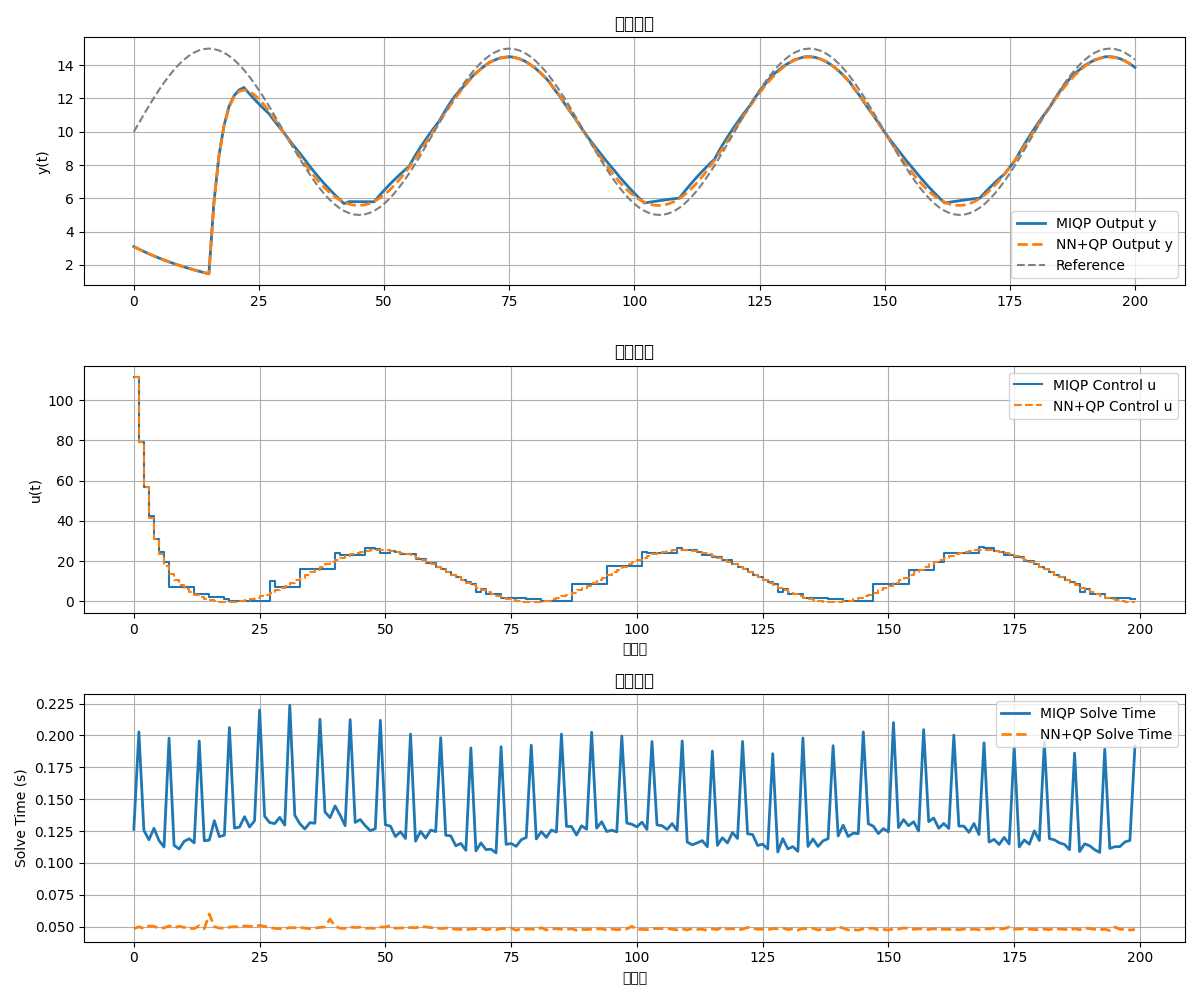 14
12
10
8
6
4
2
y(t)
MIQP Output y
NN+QP Output y
Reference
0 25 50 75 100 125 150 175 200
100
80
60
40
20
0
u(t)
MIQP Control u
NN+QP Control u
0 25 50 75 100 125 150 175 200
0.225
0.200
0.175
0.150
0.125
0.100
0.075
0.050
Solve Time (s)
MIQP Solve Time
NN+QP Solve Time
0 25 50 75 100 125 150 175 200